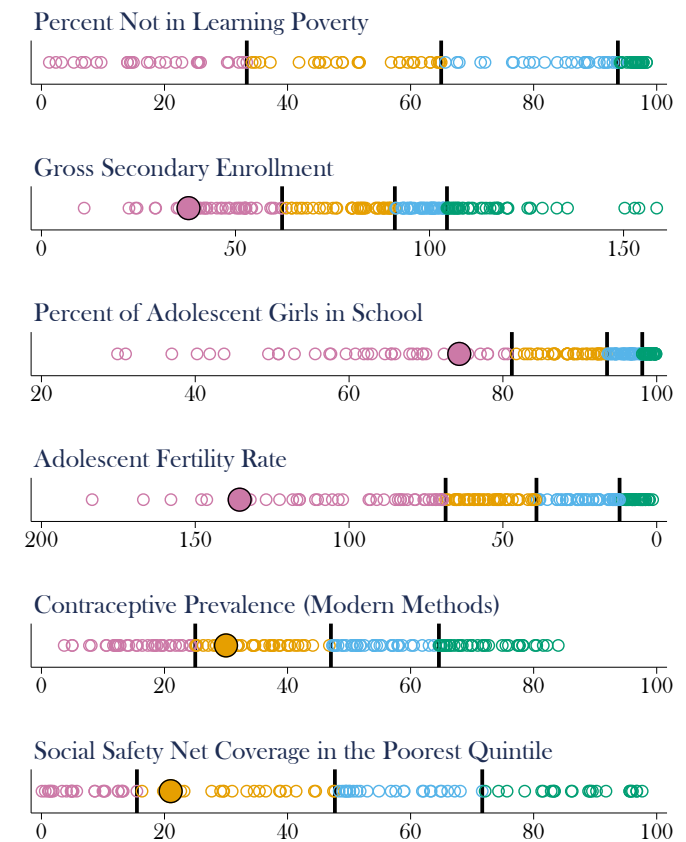 Percent Not in Learning Poverty
0 20 40 60 80 100
Gross Secondary Enrollment
0 50 100 150
Percent of Adolescent Girls in School
20 40 60 80 100
Adolescent Fertility Rate
200 150 100 50 0
Contraceptive Prevalence (Modern Methods)
0 20 40 60 80 100
Social Safety Net Coverage in the Poorest Quintile
0 20 40 60 80 100